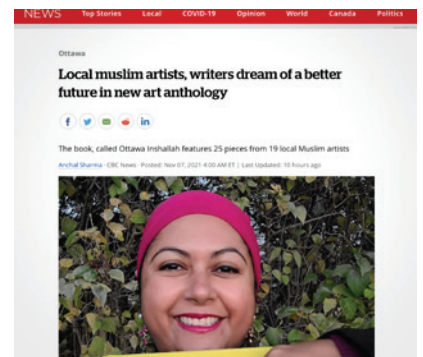 NEWS Top Stories Local COVID-19 Opinion World Canada Politics
Ottawa
Local muslim artists, writers dream of a better
future in new art anthology
The book, called Ottawa Inshallah features 25 pieces from 19 local Muslim artists
Anchal Sharma · CBC News · Posted: Nov 07, 2021 4:00 AM ET | Last Updated: 10 hours ago